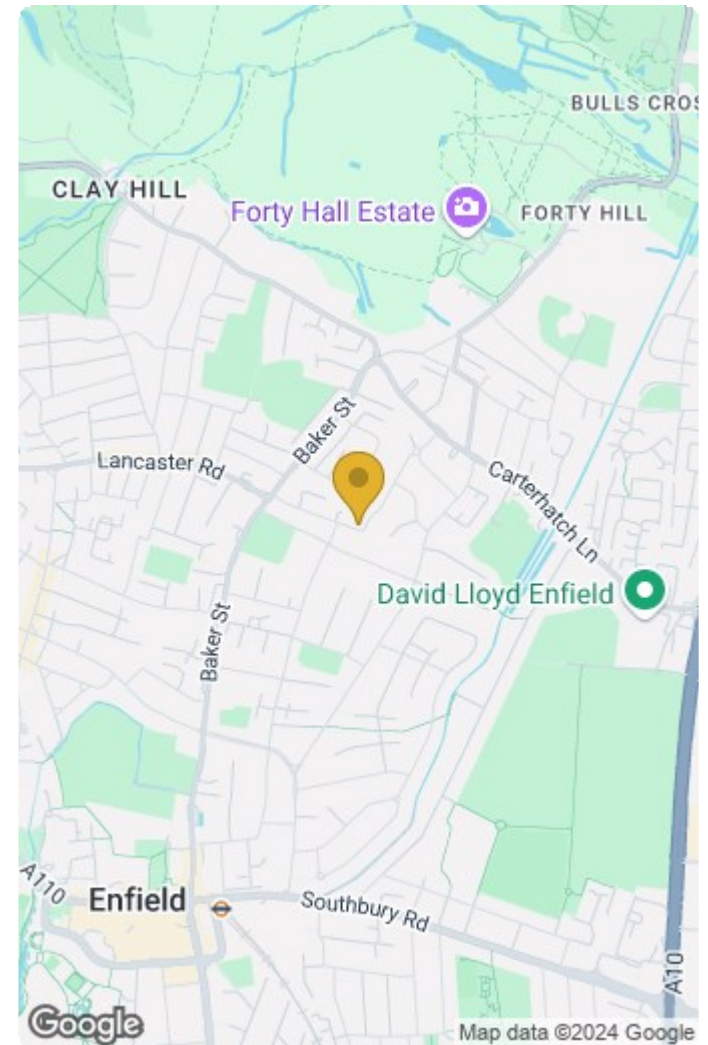 BULLS CROS
CLAY HILL
Forty Hall Estate
FORTY HILL
Baker St
Lancaster Rd
Carterhatch Ln
David Lloyd Enfield
Baker St
A110
Enfield
Southbury Rd
A10
Google
Map data ©2024 Google